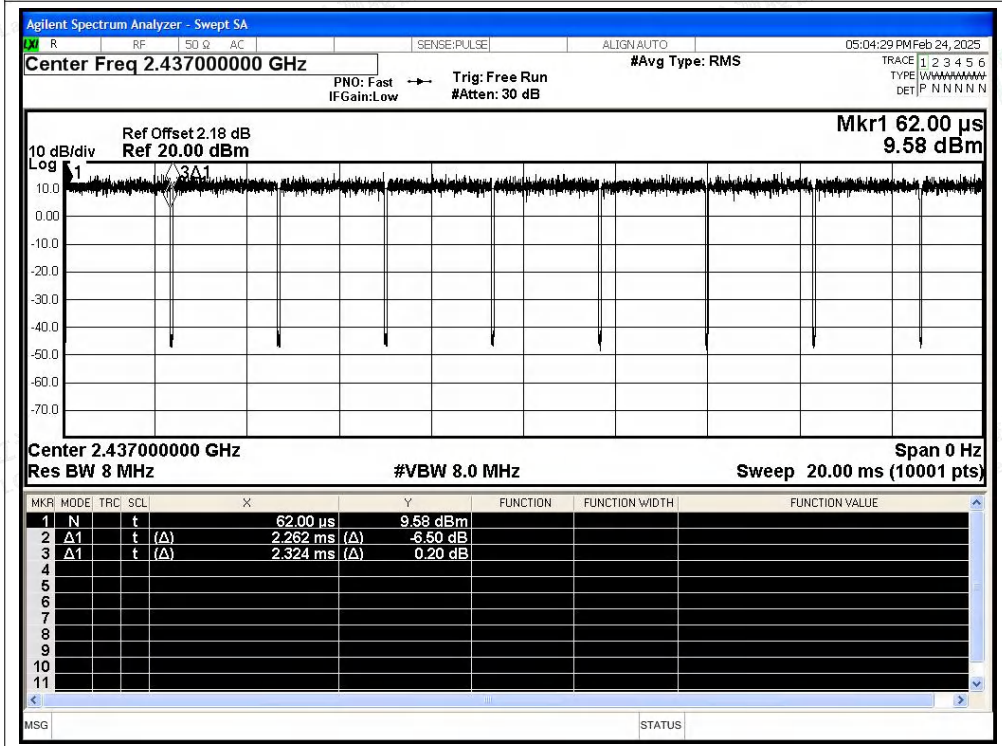 Agilent Spectrum Analyzer - Swept SA
LXI R RF 50 Ω AC SENSE:PULSE ALIGN AUTO 05:04:29 PM Feb 24, 2025
Center Freq 2.437000000 GHz
PNO: Fast
IFGain:Low
Trig: Free Run
#Atten: 30 dB
#Avg Type: RMS
TRACE 1 2 3 4 5 6
TYPE WWWWWW
DET P N N N N N
Ref Offset 2.18 dB
10 dB/div Ref 20.00 dBm
Mkr1 62.00 µs
9.58 dBm
Log
1
3Δ1
10.0
0.00
-10.0
-20.0
-30.0
-40.0
-50.0
-60.0
-70.0
Center 2.437000000 GHz Span 0 Hz
Res BW 8 MHz #VBW 8.0 MHz Sweep 20.00 ms (10001 pts)
MKR MODE TRC SCL X Y FUNCTION FUNCTION WIDTH FUNCTION VALUE
1 N t 62.00 µs 9.58 dBm
2 Δ1 t (Δ) 2.262 ms (Δ) -6.50 dB
3 Δ1 t (Δ) 2.324 ms (Δ) 0.20 dB
4
5
6
7
8
9
10
11
MSG STATUS